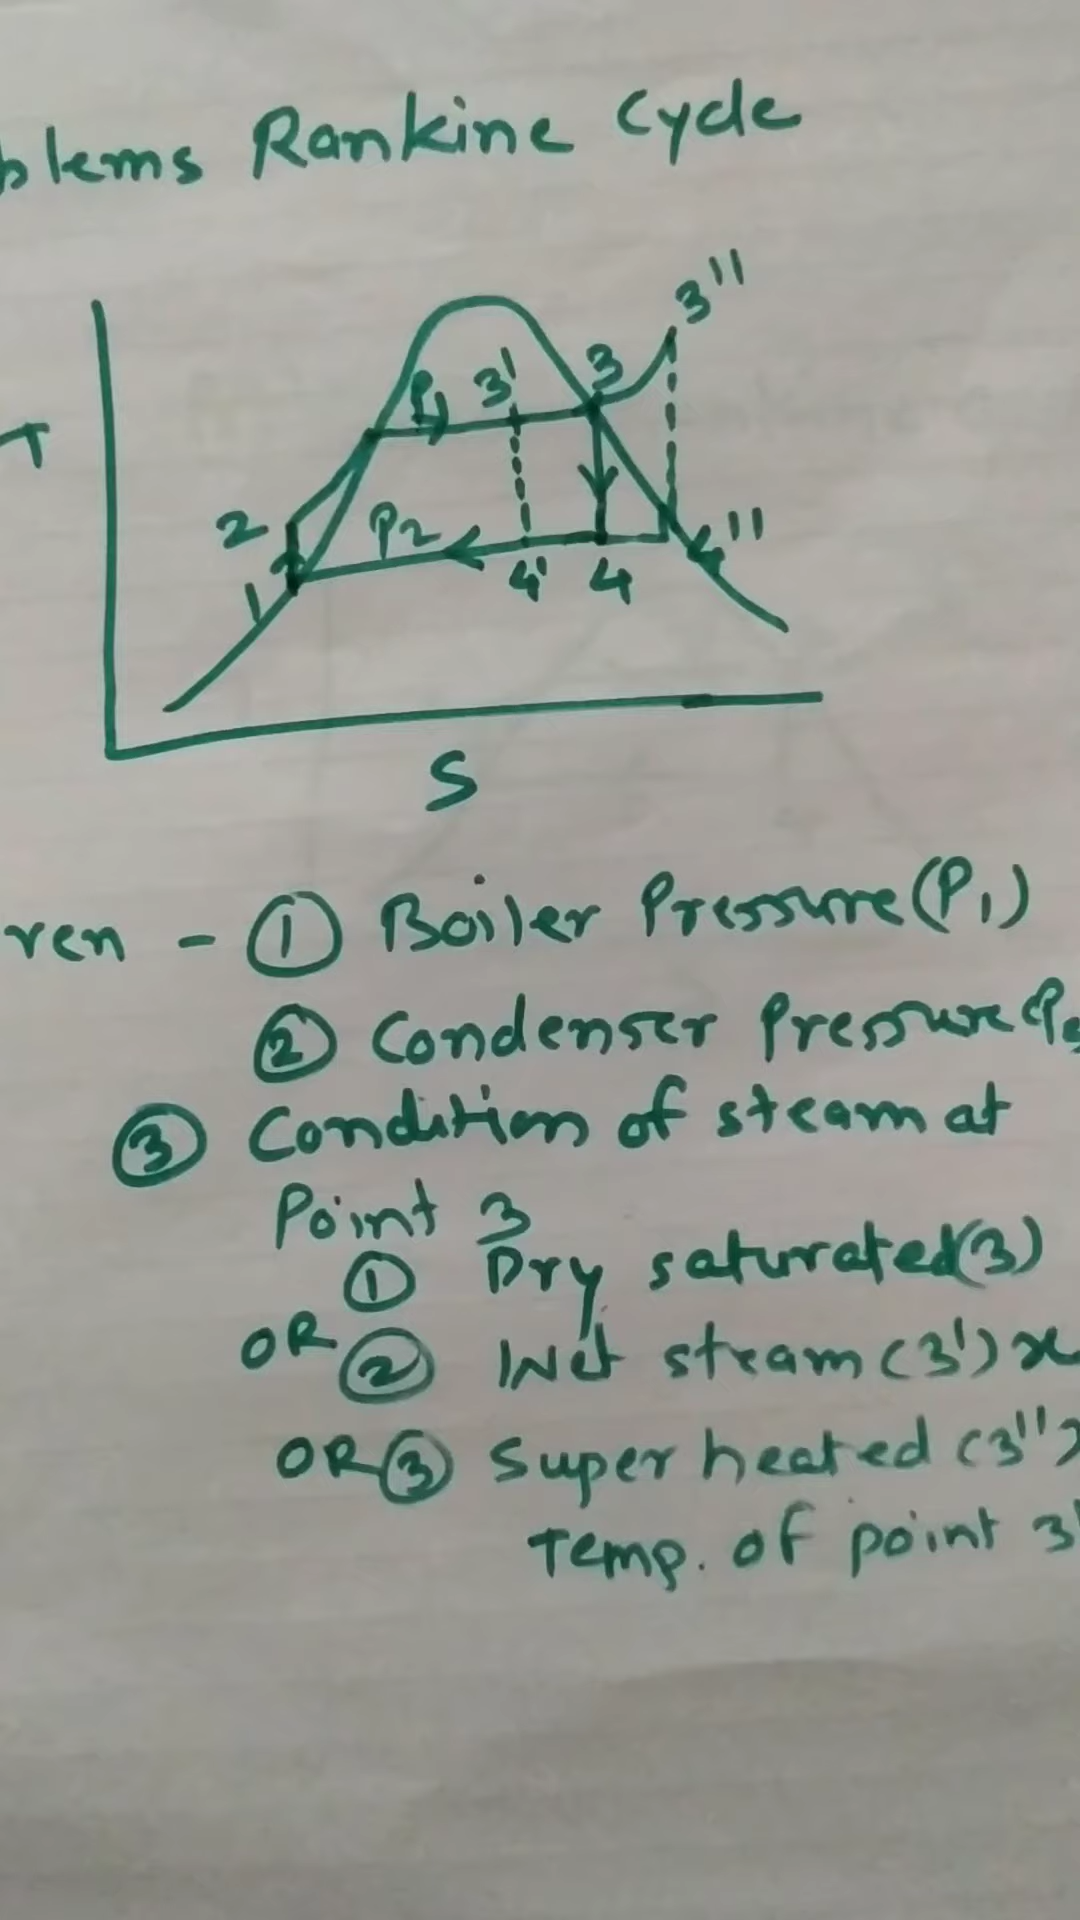 blems Rankine Cycle
3''
3
3'
P1
T
2
P2
4''
1
4' 4
S
ven - ① Boiler Pressure (P1)
② Condenser Pressure
③ Condition of steam at
Point 3
① Dry saturated (3)
OR ② Wet steam (3') x
OR ③ Super heated (3'')
Temp. of point 3